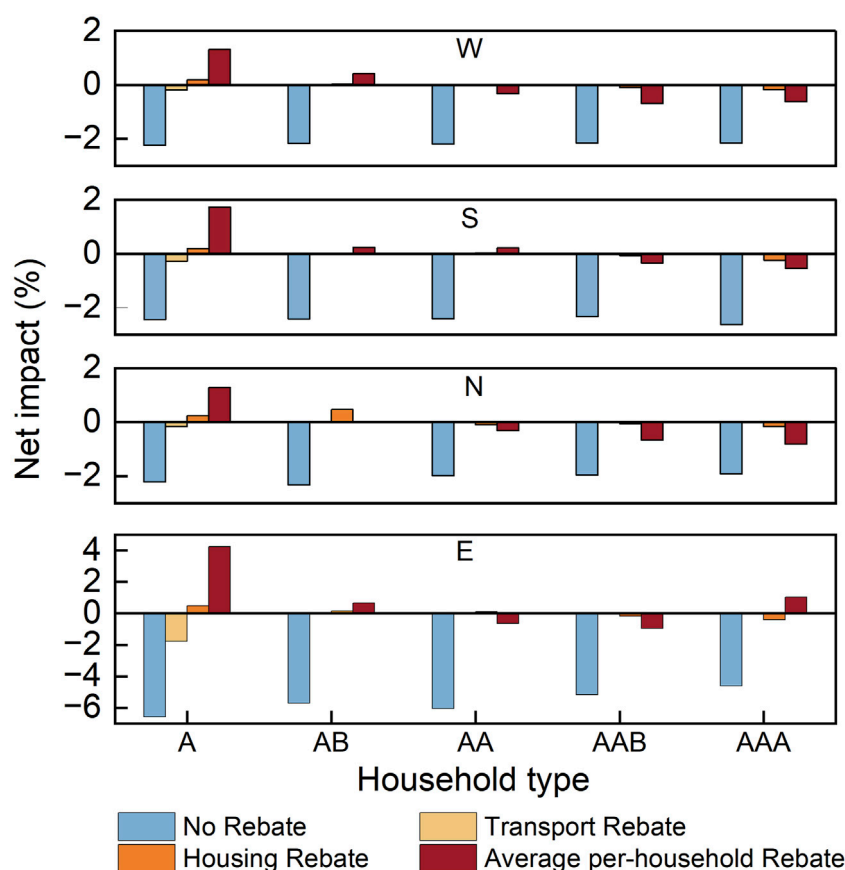 2
W
0
−2
2
S
0
−2
2
N
0
−2
4
E
2
0
−2
−4
−6
Net impact (%)
A AB AA AAB AAA
Household type
No Rebate Transport Rebate
Housing Rebate Average per-household Rebate